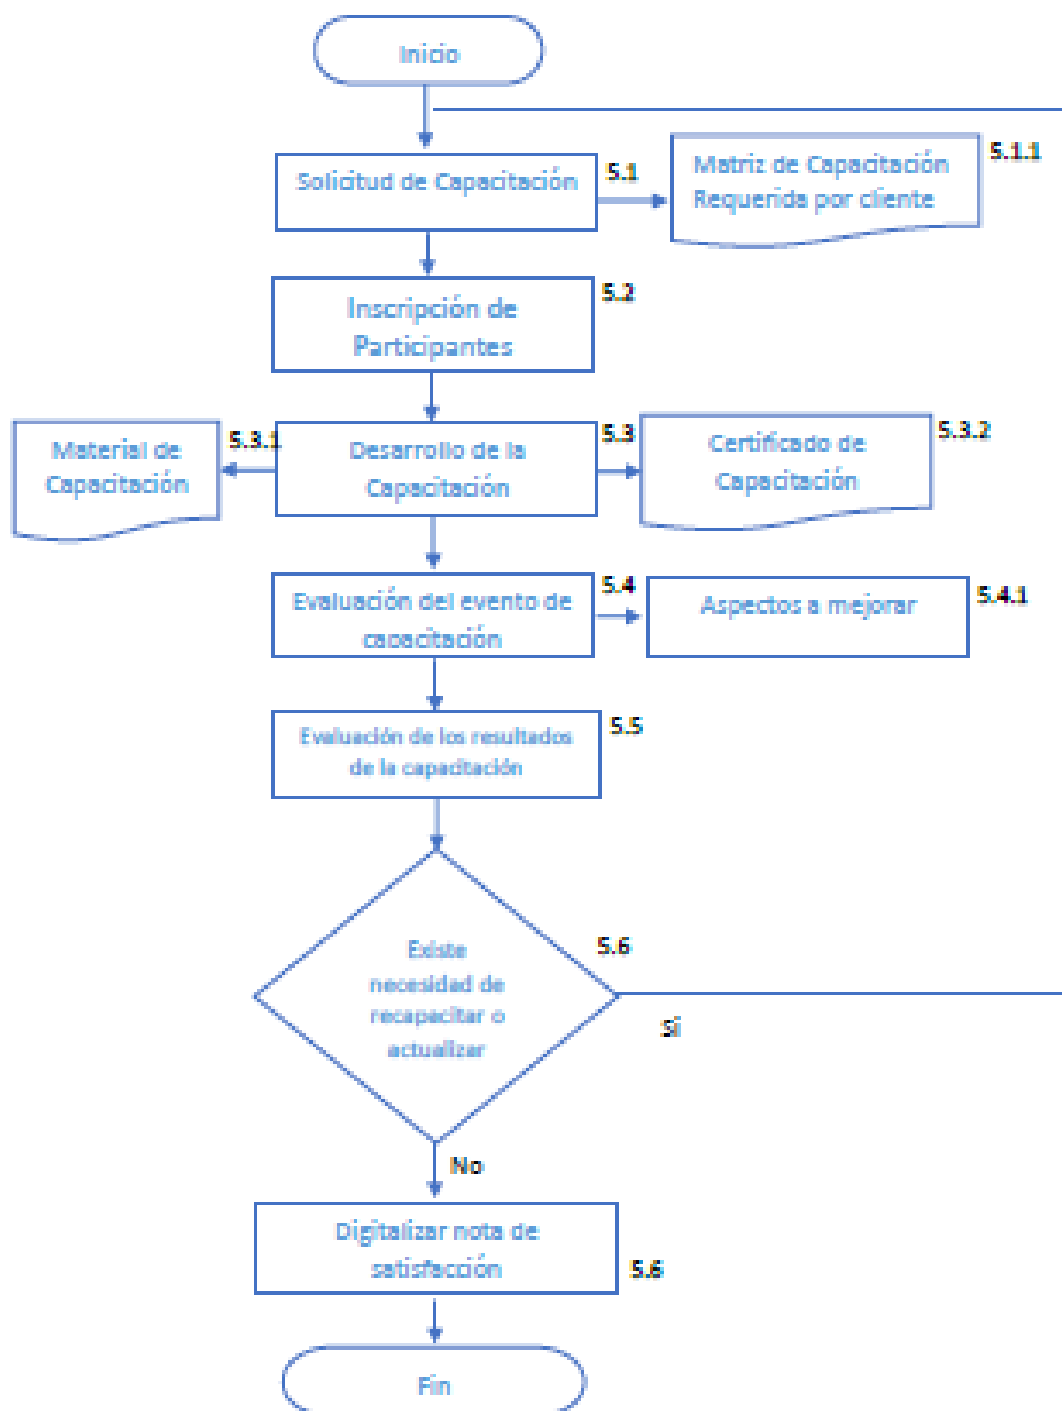 Inicio
Solicitud de Capacitación
5.1
Matriz de Capacitación
Requerida por cliente
5.1.1
Inscripción de
Participantes
5.2
Material de
Capacitación
5.3.1
Desarrollo de la
Capacitación
5.3
Certificado de
Capacitación
5.3.2
Evaluación del evento de
capacitación
5.4
Aspectos a mejorar
5.4.1
Evaluación de los resultados
de la capacitación
5.5
Existe
necesidad de
recapacitar o
actualizar
5.6
Si
No
Digitalizar nota de
satisfacción
5.6
Fin